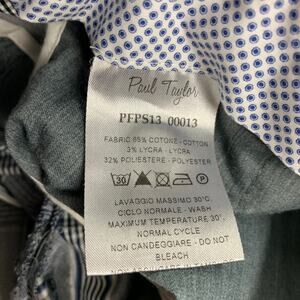 Paul Taylor
PFPS13 00013
FABRIC 65% COTONE - COTTON
3% LYCRA - LYCRA
32% POLIESTERE - POLYESTER
30
LAVAGGIO MASSIMO 30°C
CICLO NORMALE - WASH
MAXIMUM TEMPERATURE 30°
NORMAL CYCLE
NON CANDEGGIARE - DO NOT
BLEACH